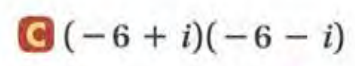 C (−6 + i)(−6 − i)